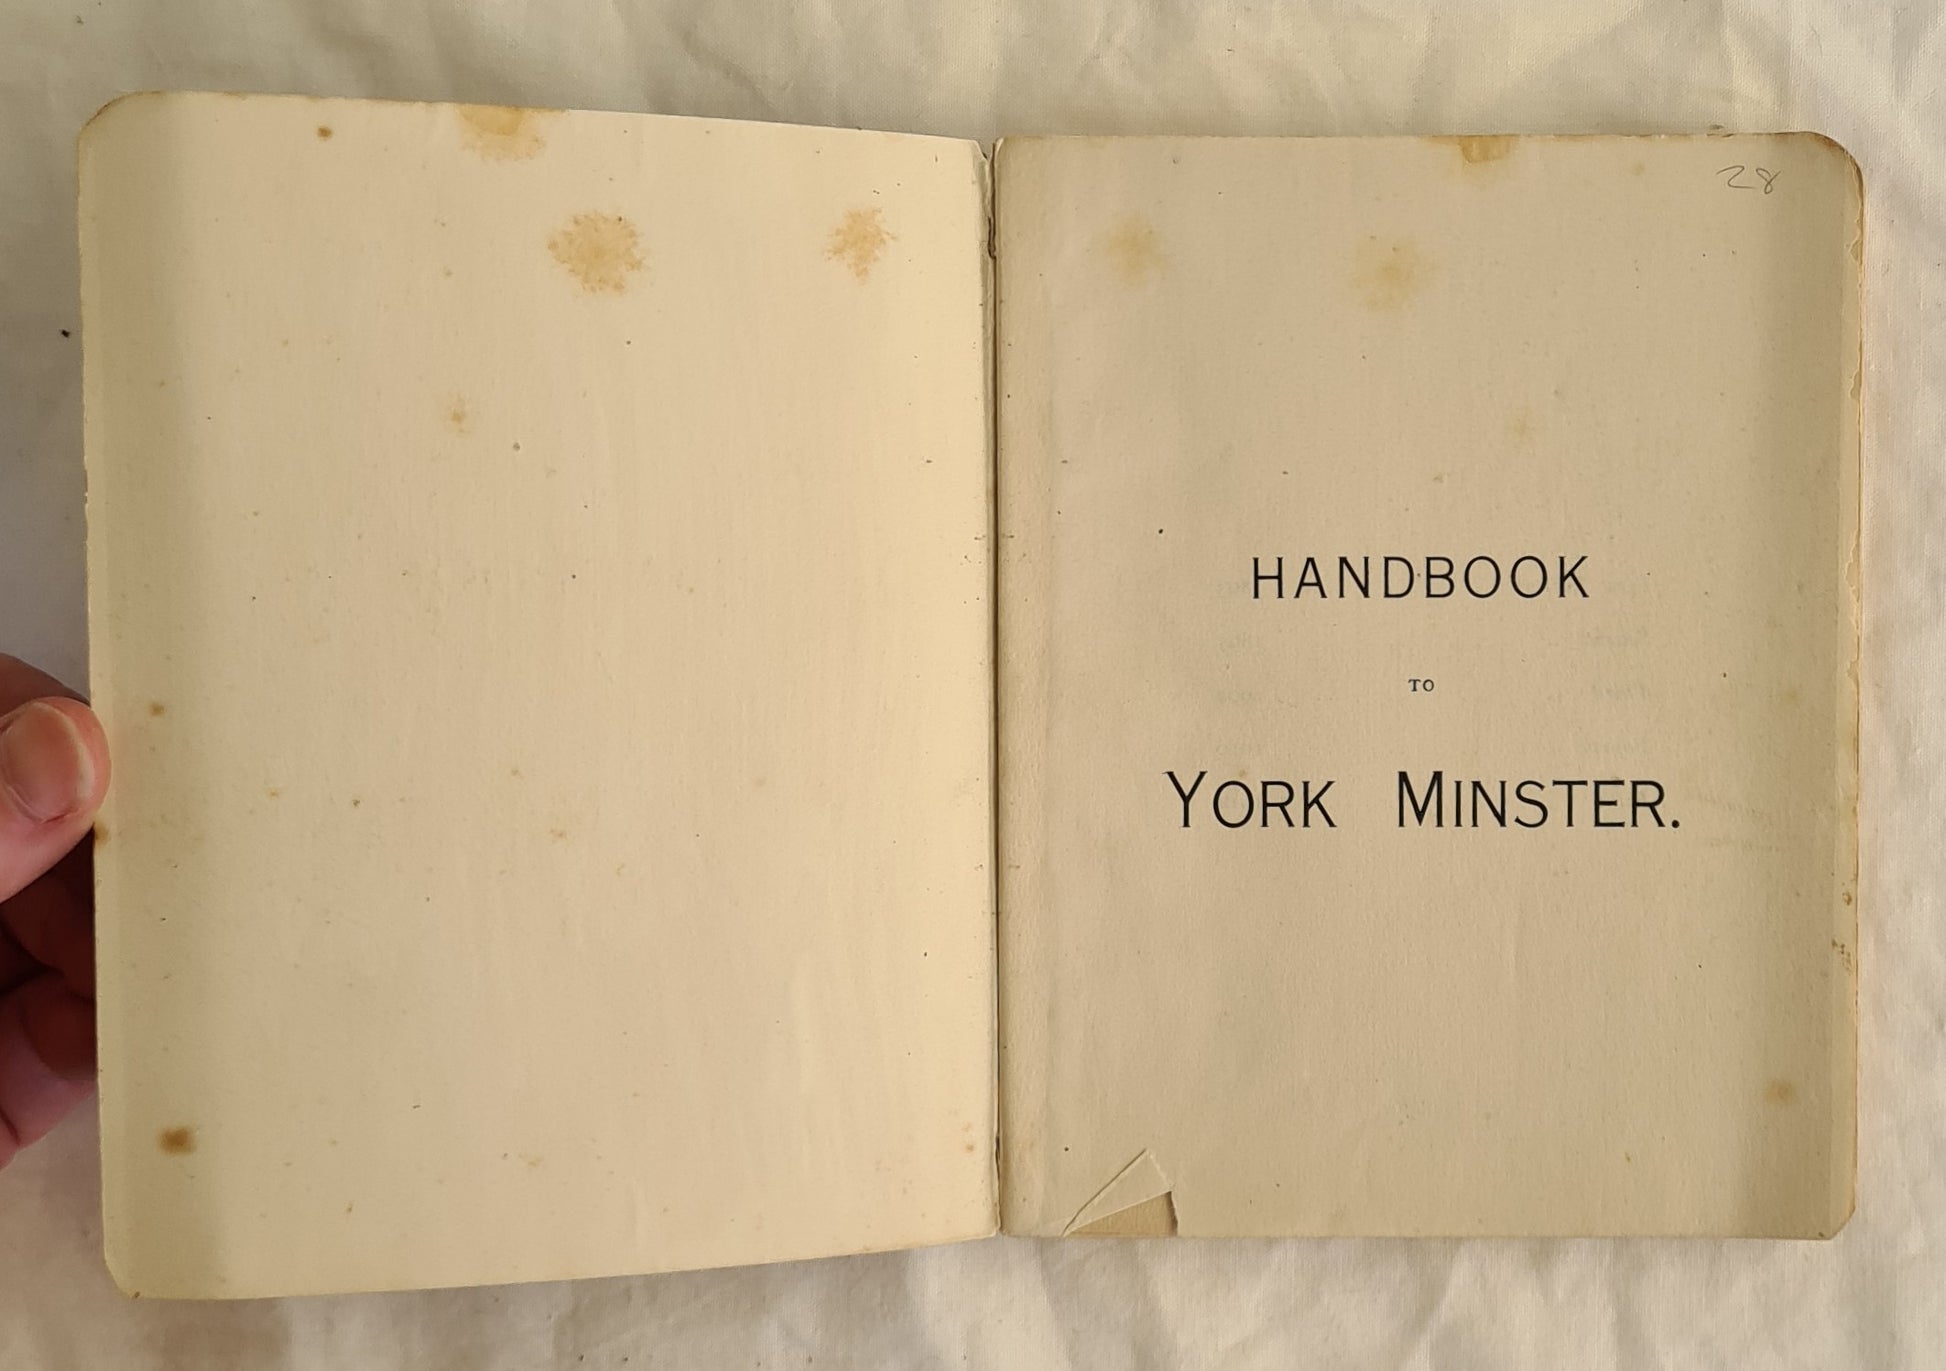 28
HANDBOOK
TO
YORK MINSTER.